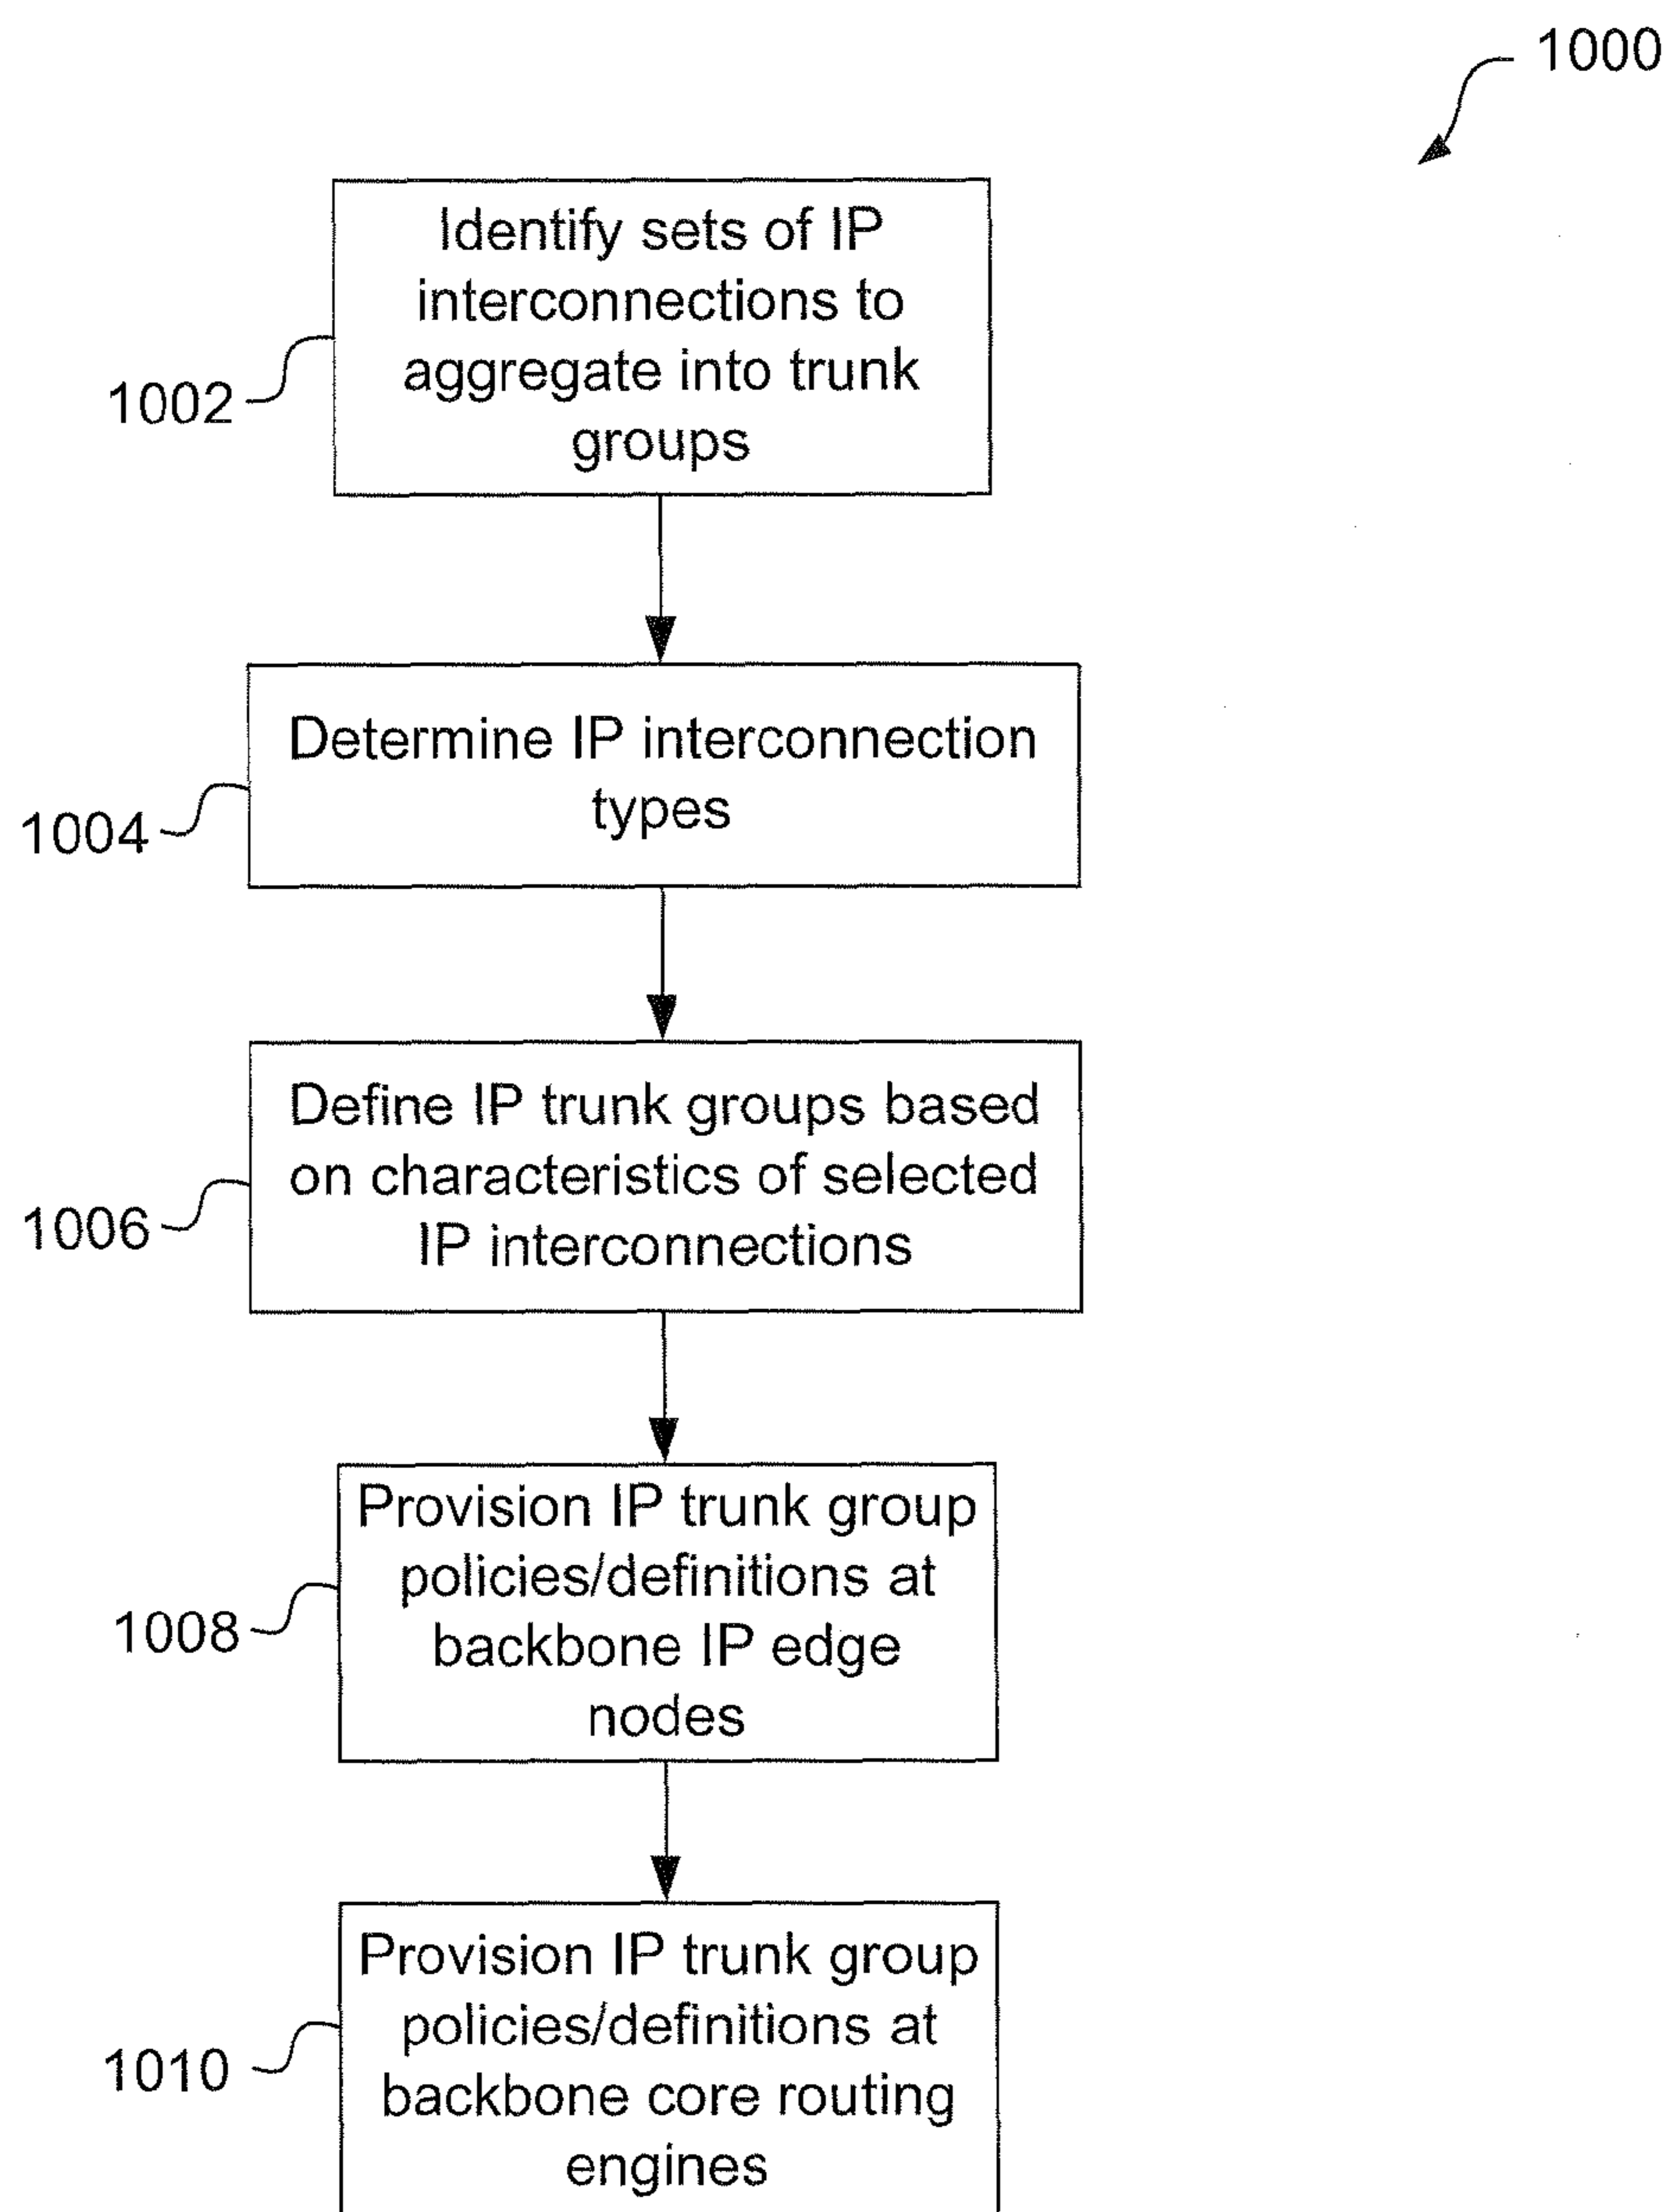 1000
Identify sets of IP
interconnections to
aggregate into trunk
groups
1002
Determine IP interconnection
types
1004
Define IP trunk groups based
on characteristics of selected
IP interconnections
1006
Provision IP trunk group
policies/definitions at
backbone IP edge
nodes
1008
Provision IP trunk group
policies/definitions at
backbone core routing
engines
1010